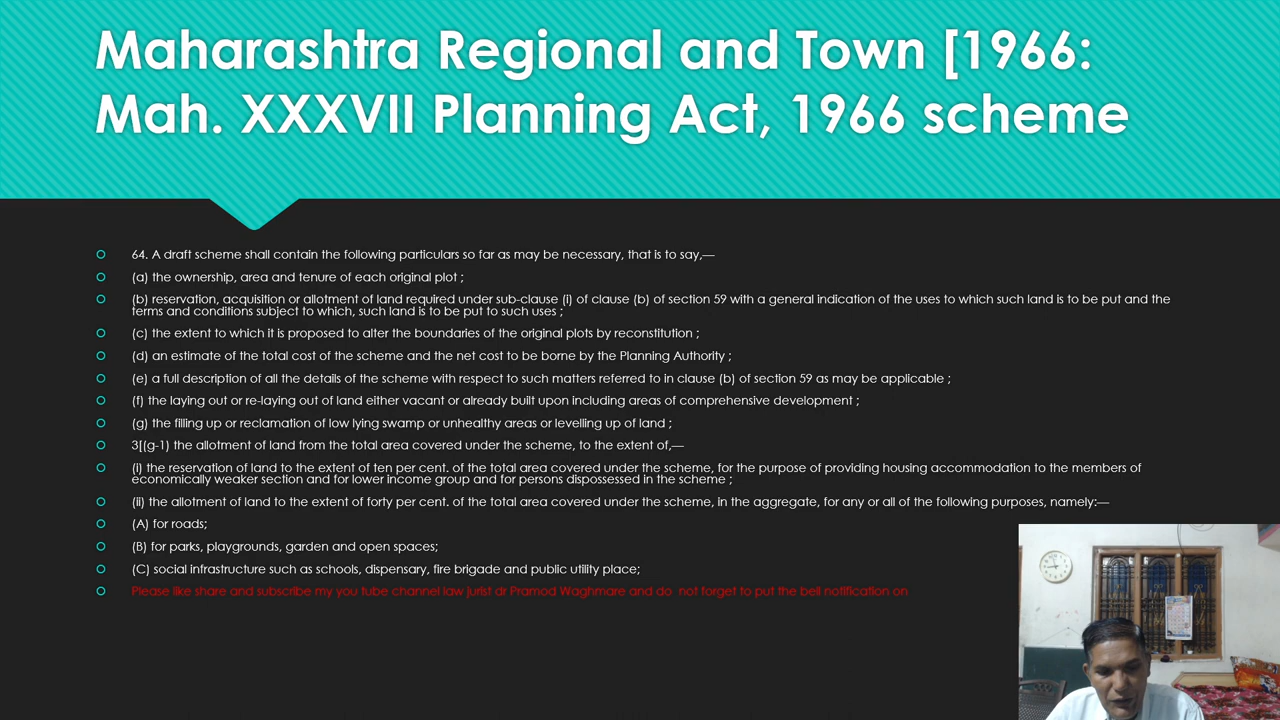 Maharashtra Regional and Town [1966:
Mah. XXXVII Planning Act, 1966 scheme
64. A draft scheme shall contain the following particulars so far as may be necessary, that is to say,—
(a) the ownership, area and tenure of each original plot ;
(b) reservation, acquisition or allotment of land required under sub-clause (i) of clause (b) of section 59 with a general indication of the uses to which such land is to be put and the
terms and conditions subject to which, such land is to be put to such uses ;
(c) the extent to which it is proposed to alter the boundaries of the original plots by reconstitution ;
(d) an estimate of the total cost of the scheme and the net cost to be borne by the Planning Authority ;
(e) a full description of all the details of the scheme with respect to such matters referred to in clause (b) of section 59 as may be applicable ;
(f) the laying out or re-laying out of land either vacant or already built upon including areas of comprehensive development ;
(g) the filling up or reclamation of low lying swamp or unhealthy areas or levelling up of land ;
3[(g-1) the allotment of land from the total area covered under the scheme, to the extent of,—
(i) the reservation of land to the extent of ten per cent. of the total area covered under the scheme, for the purpose of providing housing accommodation to the members of
economically weaker section and for lower income group and for persons dispossessed in the scheme ;
(ii) the allotment of land to the extent of forty per cent. of the total area covered under the scheme, in the aggregate, for any or all of the following purposes, namely:—
(A) for roads;
(B) for parks, playgrounds, garden and open spaces;
(C) social infrastructure such as schools, dispensary, fire brigade and public utility place;
Please like share and subscribe my you tube channel law jurist dr Pramod Waghmare and do not forget to put the bell notification on